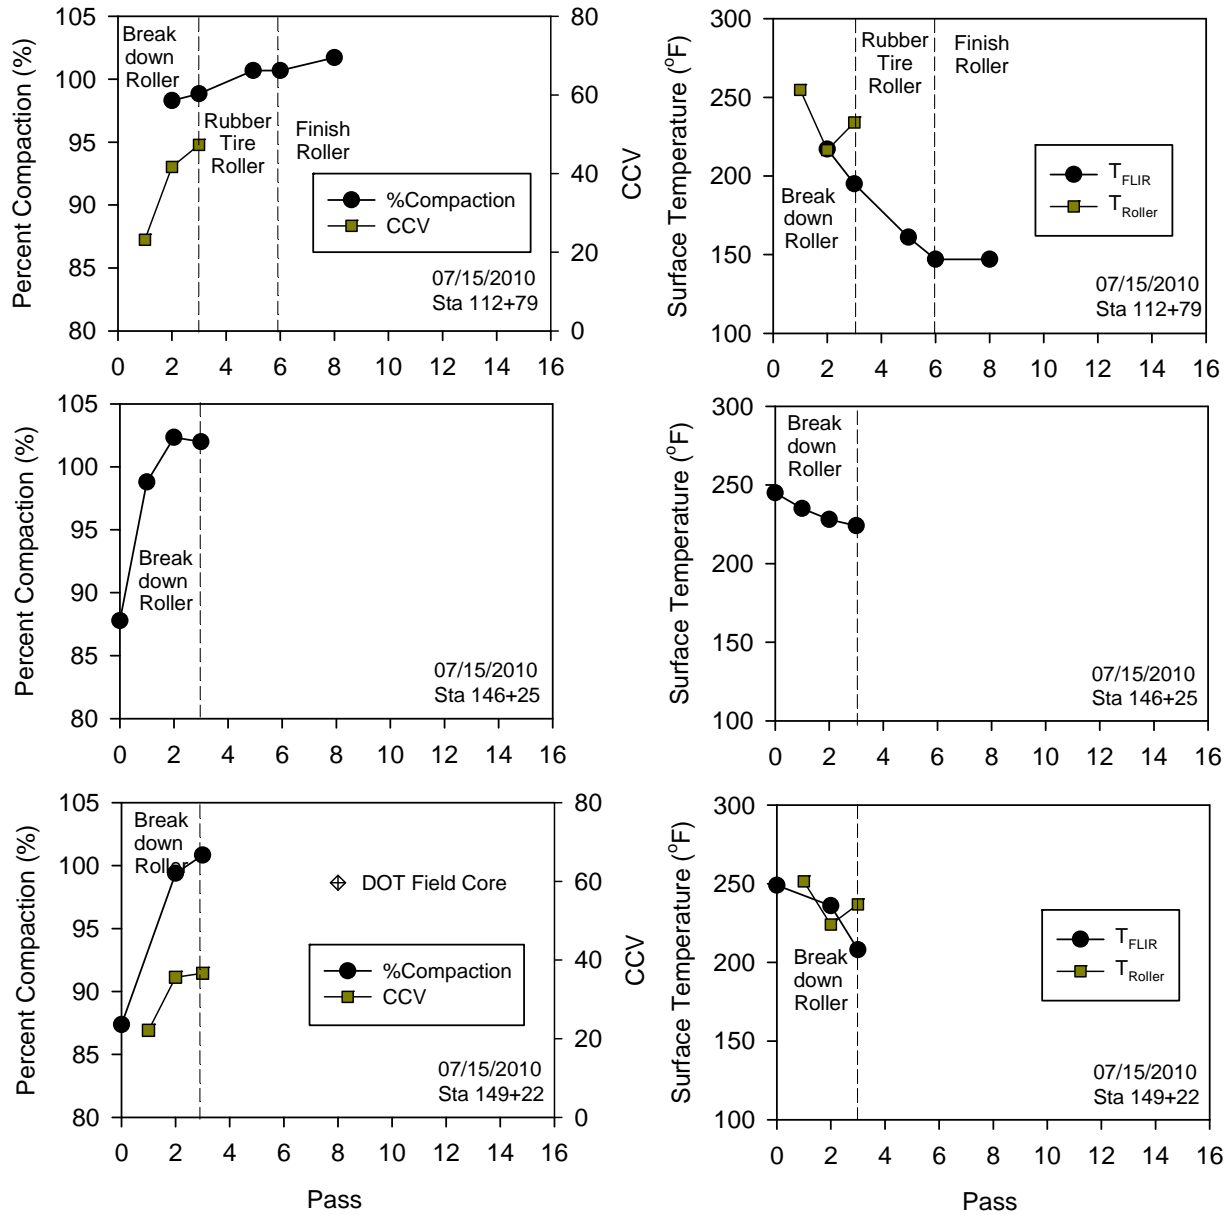 105
100
95
90
85
80
Percent Compaction (%)
Break
down
Roller
Rubber
Tire
Roller
Finish
Roller
%Compaction
CCV
07/15/2010
Sta 112+79
80
60
40
20
0
CCV
0 2 4 6 8 10 12 14 16
300
250
200
150
100
Surface Temperature (°F)
Rubber
Tire
Roller
Finish
Roller
Break
down
Roller
T_FLIR
T_Roller
07/15/2010
Sta 112+79
0 2 4 6 8 10 12 14 16
105
100
95
90
85
80
Percent Compaction (%)
Break
down
Roller
07/15/2010
Sta 146+25
0 2 4 6 8 10 12 14 16
300
250
200
150
100
Surface Temperature (°F)
Break
down
Roller
07/15/2010
Sta 146+25
0 2 4 6 8 10 12 14 16
105
100
95
90
85
80
Percent Compaction (%)
Break
down
Roller
DOT Field Core
%Compaction
CCV
07/15/2010
Sta 149+22
80
60
40
20
0
CCV
0 2 4 6 8 10 12 14 16
Pass
300
250
200
150
100
Surface Temperature (°F)
Break
down
Roller
T_FLIR
T_Roller
07/15/2010
Sta 149+22
0 2 4 6 8 10 12 14 16
Pass